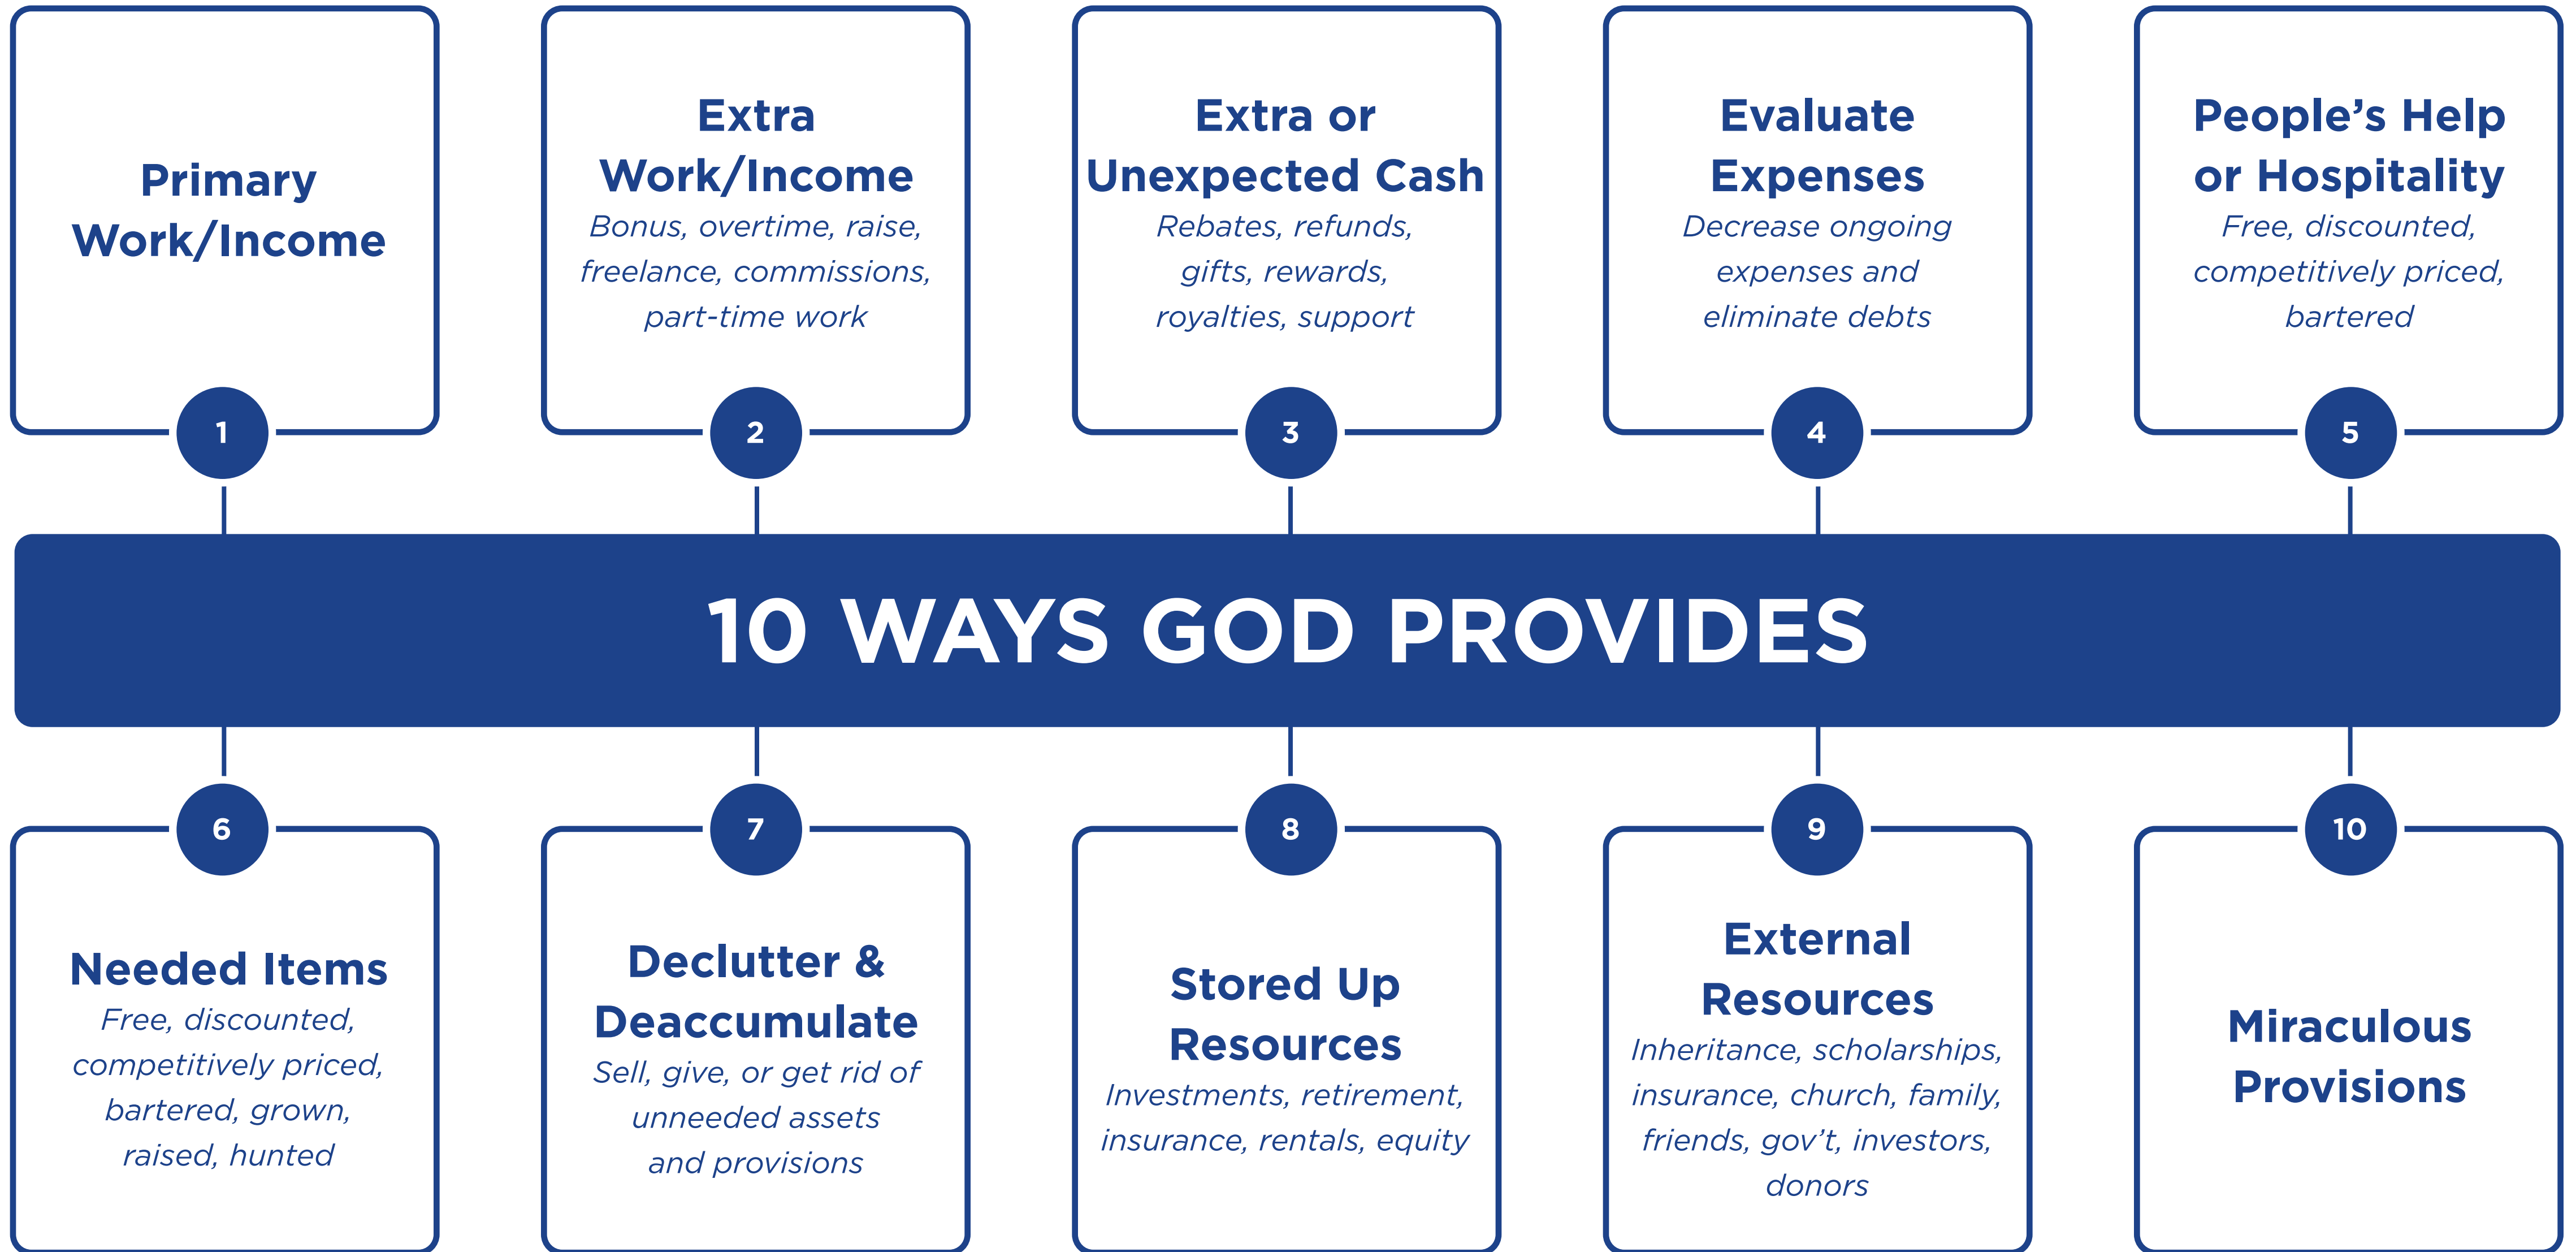 Primary
Work/Income
1
Extra
Work/Income
Bonus, overtime, raise,
freelance, commissions,
part-time work
2
Extra or
Unexpected Cash
Rebates, refunds,
gifts, rewards,
royalties, support
3
Evaluate
Expenses
Decrease ongoing
expenses and
eliminate debts
4
People’s Help
or Hospitality
Free, discounted,
competitively priced,
bartered
5
10 WAYS GOD PROVIDES
6
Needed Items
Free, discounted,
competitively priced,
bartered, grown,
raised, hunted
7
Declutter &
Deaccumulate
Sell, give, or get rid of
unneeded assets
and provisions
8
Stored Up
Resources
Investments, retirement,
insurance, rentals, equity
9
External
Resources
Inheritance, scholarships,
insurance, church, family,
friends, gov’t, investors,
donors
10
Miraculous
Provisions